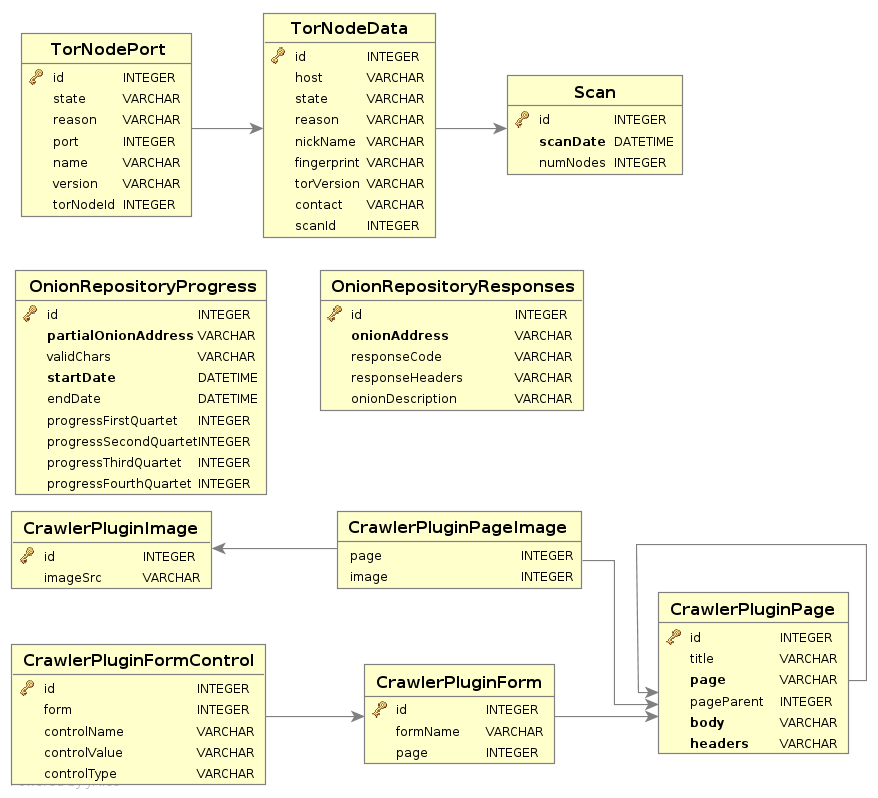 TorNodePort
id INTEGER
state VARCHAR
reason VARCHAR
port INTEGER
name VARCHAR
version VARCHAR
torNodeId INTEGER
TorNodeData
id INTEGER
host VARCHAR
state VARCHAR
reason VARCHAR
nickName VARCHAR
fingerprint VARCHAR
torVersion VARCHAR
contact VARCHAR
scanId INTEGER
Scan
id INTEGER
scanDate DATETIME
numNodes INTEGER
OnionRepositoryProgress
id INTEGER
partialOnionAddress VARCHAR
validChars VARCHAR
startDate DATETIME
endDate DATETIME
progressFirstQuartet INTEGER
progressSecondQuartet INTEGER
progressThirdQuartet INTEGER
progressFourthQuartet INTEGER
OnionRepositoryResponses
id INTEGER
onionAddress VARCHAR
responseCode VARCHAR
responseHeaders VARCHAR
onionDescription VARCHAR
CrawlerPluginImage
id INTEGER
imageSrc VARCHAR
CrawlerPluginPageImage
page INTEGER
image INTEGER
CrawlerPluginPage
id INTEGER
title VARCHAR
page VARCHAR
pageParent INTEGER
body VARCHAR
headers VARCHAR
CrawlerPluginFormControl
id INTEGER
form INTEGER
controlName VARCHAR
controlValue VARCHAR
controlType VARCHAR
CrawlerPluginForm
id INTEGER
formName VARCHAR
page INTEGER